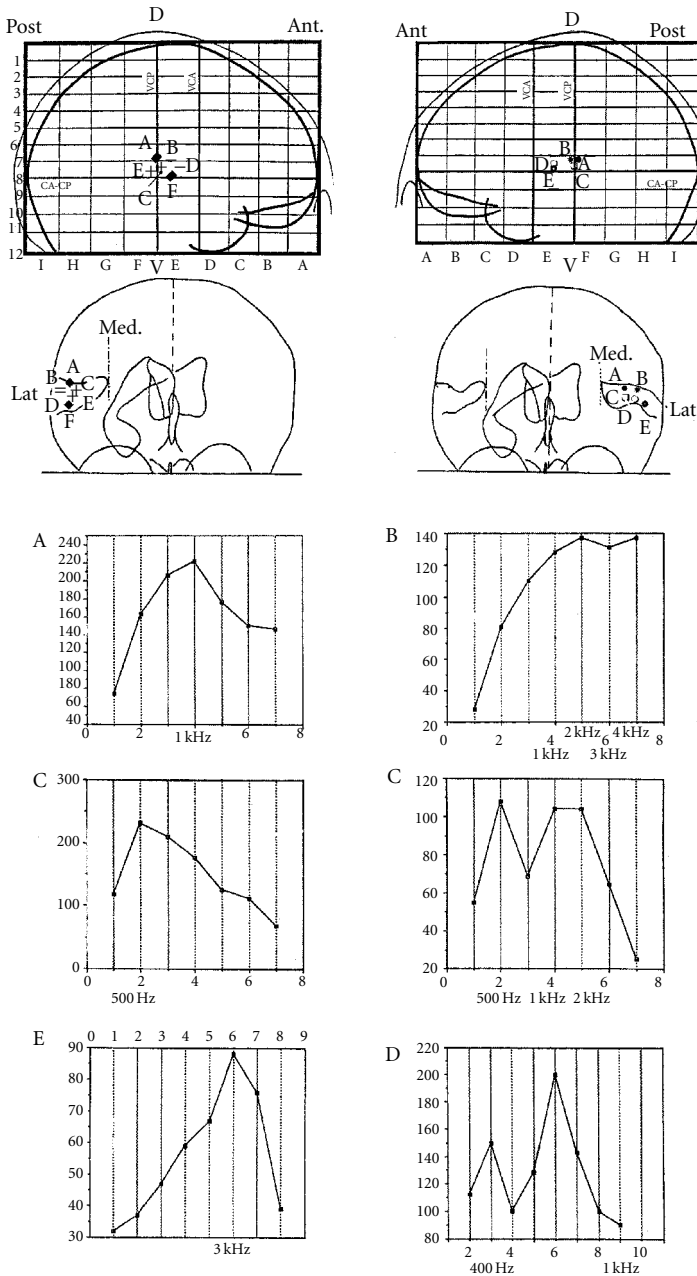 Post D Ant.
1
2
3
4
5
6
7
8
9
10
11
12
VCP VCA
A B
E D
C F
CA-CP
I H G F V E D C B A
Ant D Post
VCA VCP
B
D A
E C
CA-CP
A B C D E V F G H I
Med.
A
B C
Lat
D E
F
Med.
A B
C Lat
D E
A
240
220
200
180
160
140
120
100
80
60
40
0 2 4 6 8
1 kHz
B
140
120
100
80
60
40
20
0 2 4 6 8
2 kHz 4 kHz
1 kHz 3 kHz
C
300
200
100
0
0 2 4 6 8
500 Hz
C
120
100
80
60
40
20
0 2 4 6 8
500 Hz 1 kHz 2 kHz
E
0 1 2 3 4 5 6 7 8 9
90
80
70
60
50
40
30
3 kHz
D
220
200
180
160
140
120
100
80
2 4 6 8 10
400 Hz 1 kHz